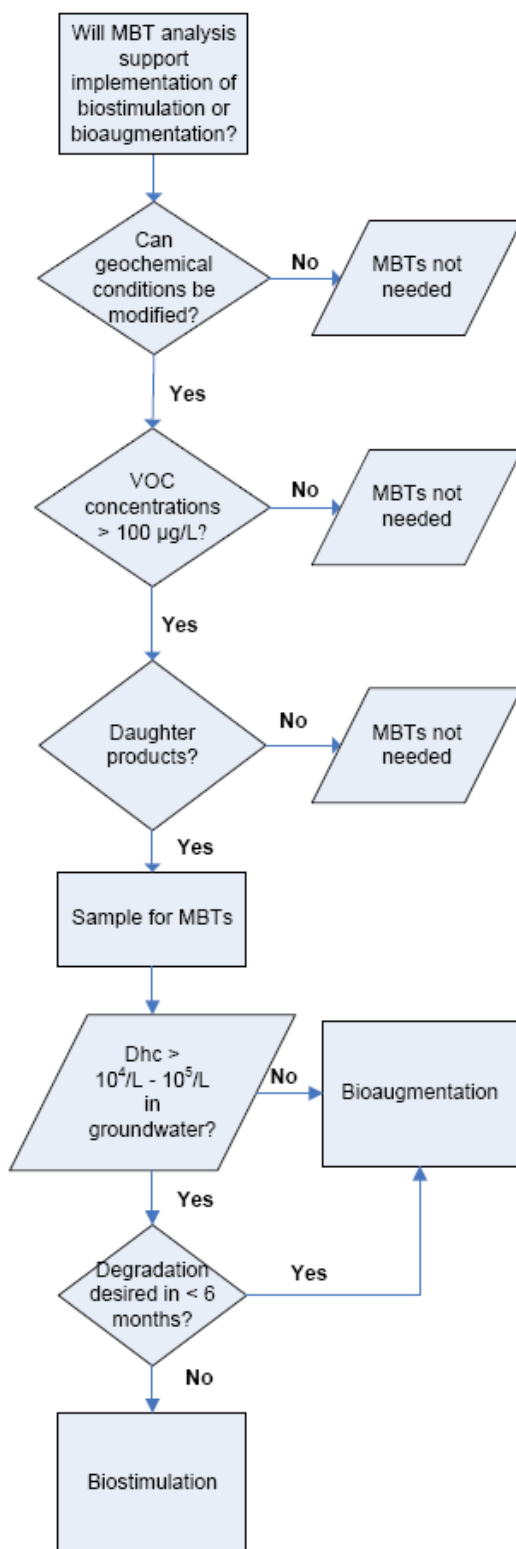 Will MBT analysis
support
implementation of
biostimulation or
bioaugmentation?
Can
geochemical
conditions be
modified?
No
MBTs not
needed
Yes
VOC
concentrations
> 100 µg/L?
No
MBTs not
needed
Yes
Daughter
products?
No
MBTs not
needed
Yes
Sample for MBTs
Dhc >
10⁴/L - 10⁵/L
in
groundwater?
No
Bioaugmentation
Yes
Degradation
desired in < 6
months?
Yes
No
Biostimulation